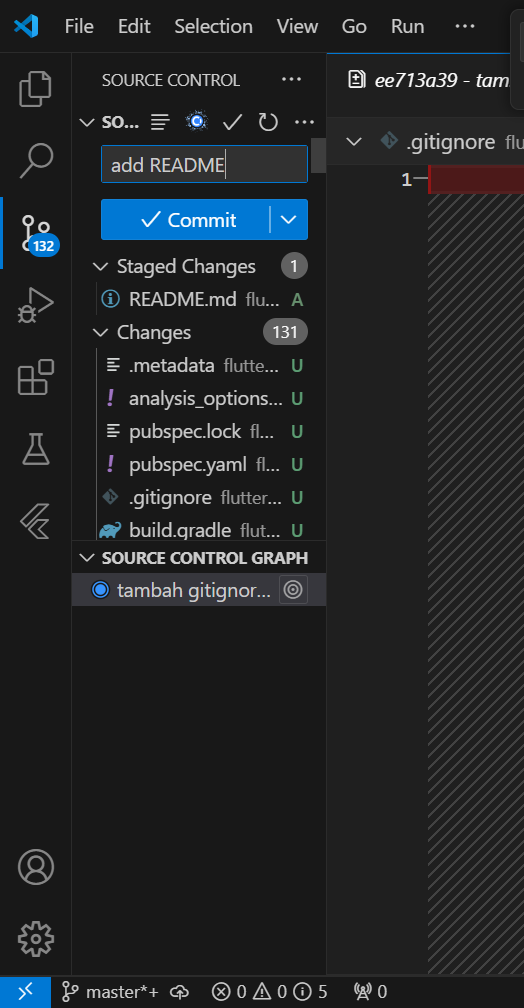 File Edit Selection View Go Run ...
SOURCE CONTROL ...
ee713a39 - tam
SO... ...
.gitignore flu
add README
1
Commit
Staged Changes 1
README.md flu... A
Changes 131
.metadata flutte... U
analysis_options... U
pubspec.lock fl... U
pubspec.yaml fl... U
.gitignore flutter... U
build.gradle flut... U
SOURCE CONTROL GRAPH
tambah gitignor...
132
master*+ 0 0 5 0